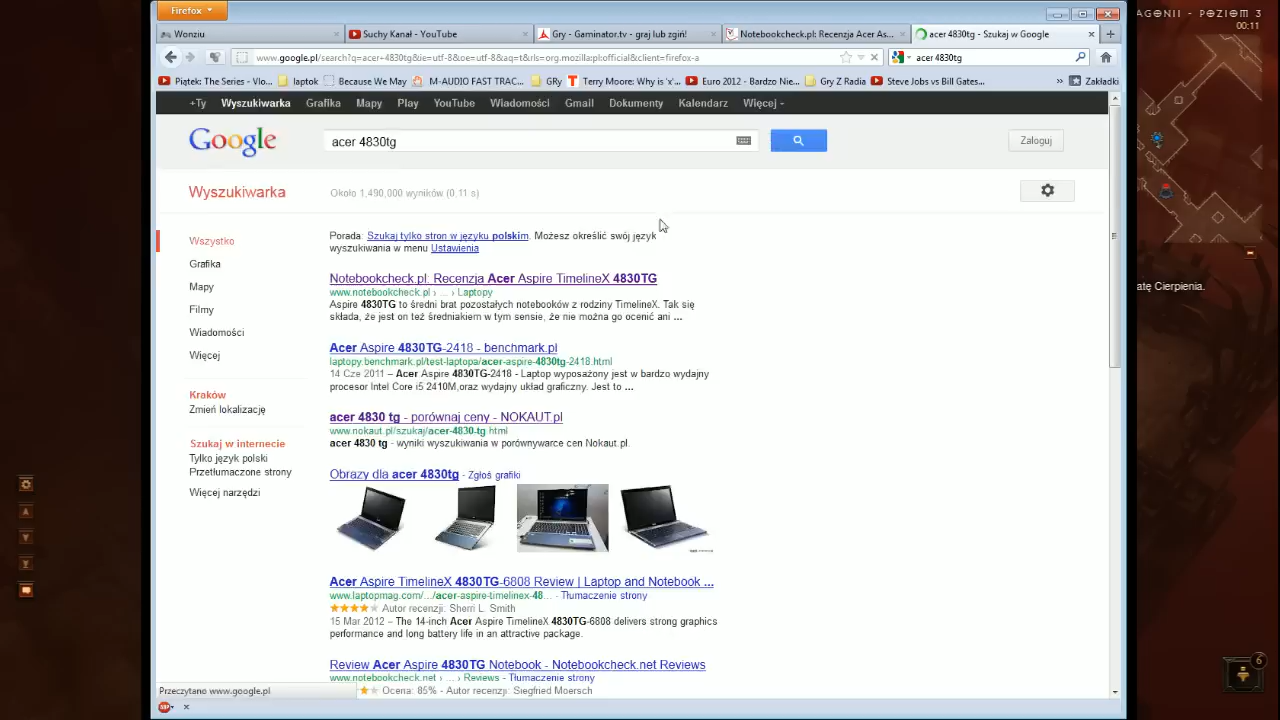 Firefox
AGONII - POZIOM 3
00:11
Wonziu
Suchy Kanał - YouTube
Gry - Gaminator.tv - graj lub zgiń!
Notebookcheck.pl: Recenzja Acer As...
acer 4830tg - Szukaj w Google
www.google.pl/search?q=acer+4830tg&ie=utf-8&oe=utf-8&aq=t&rls=org.mozilla:pl:official&client=firefox-a
acer 4830tg
Piątek: The Series - Vlo...
laptok
Because We May
M-AUDIO FAST TRAC...
GRy
Terry Moore: Why is 'x'...
Euro 2012 - Bardzo Nie...
Gry Z Radia
Steve Jobs vs Bill Gates...
Zakładki
+Ty Wyszukiwarka Grafika Mapy Play YouTube Wiadomości Gmail Dokumenty Kalendarz Więcej
Google
acer 4830tg
Zaloguj
Wyszukiwarka
Około 1,490,000 wyników (0,11 s)
Wszystko
Grafika
Mapy
Filmy
Wiadomości
Więcej
Kraków
Zmień lokalizację
Szukaj w internecie
Tylko język polski
Przetłumaczone strony
Więcej narzędzi
Porada: Szukaj tylko stron w języku polskim. Możesz określić swój język
wyszukiwania w menu Ustawienia
Notebookcheck.pl: Recenzja Acer Aspire TimelineX 4830TG
www.notebookcheck.pl › ... › Laptopy
Aspire 4830TG to średni brat pozostałych notebooków z rodziny TimelineX. Tak się
składa, że jest on też średniakiem w tym sensie, że nie można go ocenić ani ...
Acer Aspire 4830TG-2418 - benchmark.pl
laptopy.benchmark.pl/test-laptopa/acer-aspire-4830tg-2418.html
14 Cze 2011 – Acer Aspire 4830TG-2418 - Laptop wyposażony jest w bardzo wydajny
procesor Intel Core i5 2410M,oraz wydajny układ graficzny. Jest to ...
acer 4830 tg - porównaj ceny - NOKAUT.pl
www.nokaut.pl/szukaj/acer-4830-tg.html
acer 4830 tg - wyniki wyszukiwania w porównywarce cen Nokaut.pl.
Obrazy dla acer 4830tg - Zgłoś grafiki
Acer Aspire TimelineX 4830TG-6808 Review | Laptop and Notebook ...
www.laptopmag.com/.../acer-aspire-timelinex-48... - Tłumaczenie strony
Autor recenzji: Sherri L. Smith
15 Mar 2012 – The 14-inch Acer Aspire TimelineX 4830TG-6808 delivers strong graphics
performance and long battery life in an attractive package.
Review Acer Aspire 4830TG Notebook - Notebookcheck.net Reviews
www.notebookcheck.net › Reviews - Tłumaczenie strony
Ocena: 85% - Autor recenzji: Siegfried Moersch
Przeczytano www.google.pl
ABP
atę Cierpienia.
6